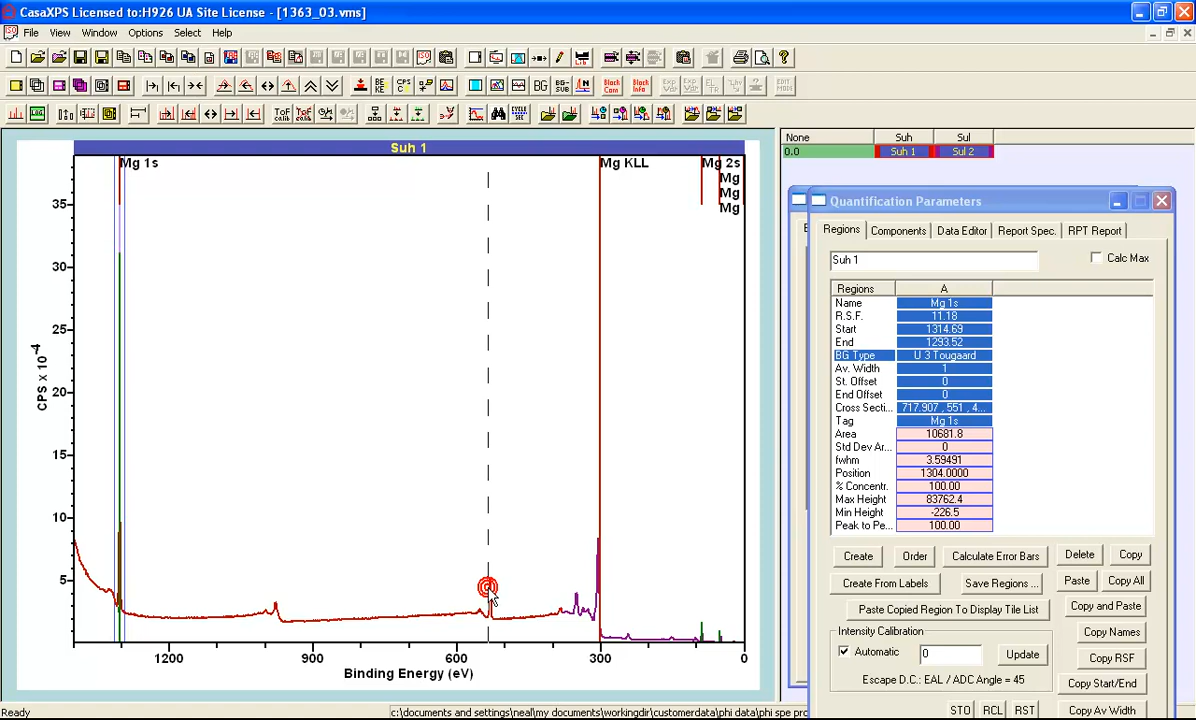 CasaXPS Licensed to:H926 UA Site License - [1363_03.vms]
File View Window Options Select Help
Suh 1
Mg 1s
Mg KLL
Mg 2s
Mg
Mg
Mg
35
30
25
20
15
10
5
CPS x 10⁻⁴
1200 900 600 300 0
Binding Energy (eV)
None Suh Sul
0.0 Suh 1 Sul 2
Quantification Parameters
Regions Components Data Editor Report Spec. RPT Report
Suh 1
Calc Max
Regions A
Name Mg 1s
R.S.F. 11.18
Start 1314.69
End 1293.52
BG Type U 3 Tougaard
Av. Width 1
St. Offset 0
End Offset 0
Cross Secti... 717.907 , 551 , 4...
Tag Mg 1s
Area 10681.8
Std Dev Ar... 0
fwhm 3.59491
Position 1304.0000
% Concentr. 100.00
Max Height 83762.4
Min Height -226.5
Peak to Pe... 100.00
Create Order Calculate Error Bars Delete Copy
Create From Labels Save Regions ... Paste Copy All
Paste Copied Region To Display Tile List Copy and Paste
Intensity Calibration
Copy Names
Automatic 0 Update
Copy RSF
Escape D.C.: EAL / ADC Angle = 45
Copy Start/End
STO RCL RST Copy Av Width
Ready
c:\documents and settings\neal\my documents\workingdir\customerdata\phi data\phi spe pro